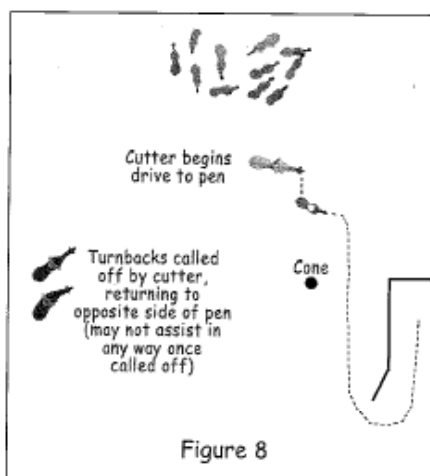 Cutter begins
drive to pen
Cone
Turnbacks called
off by cutter,
returning to
opposite side of pen
(may not assist in
any way once
called off)
Figure 8